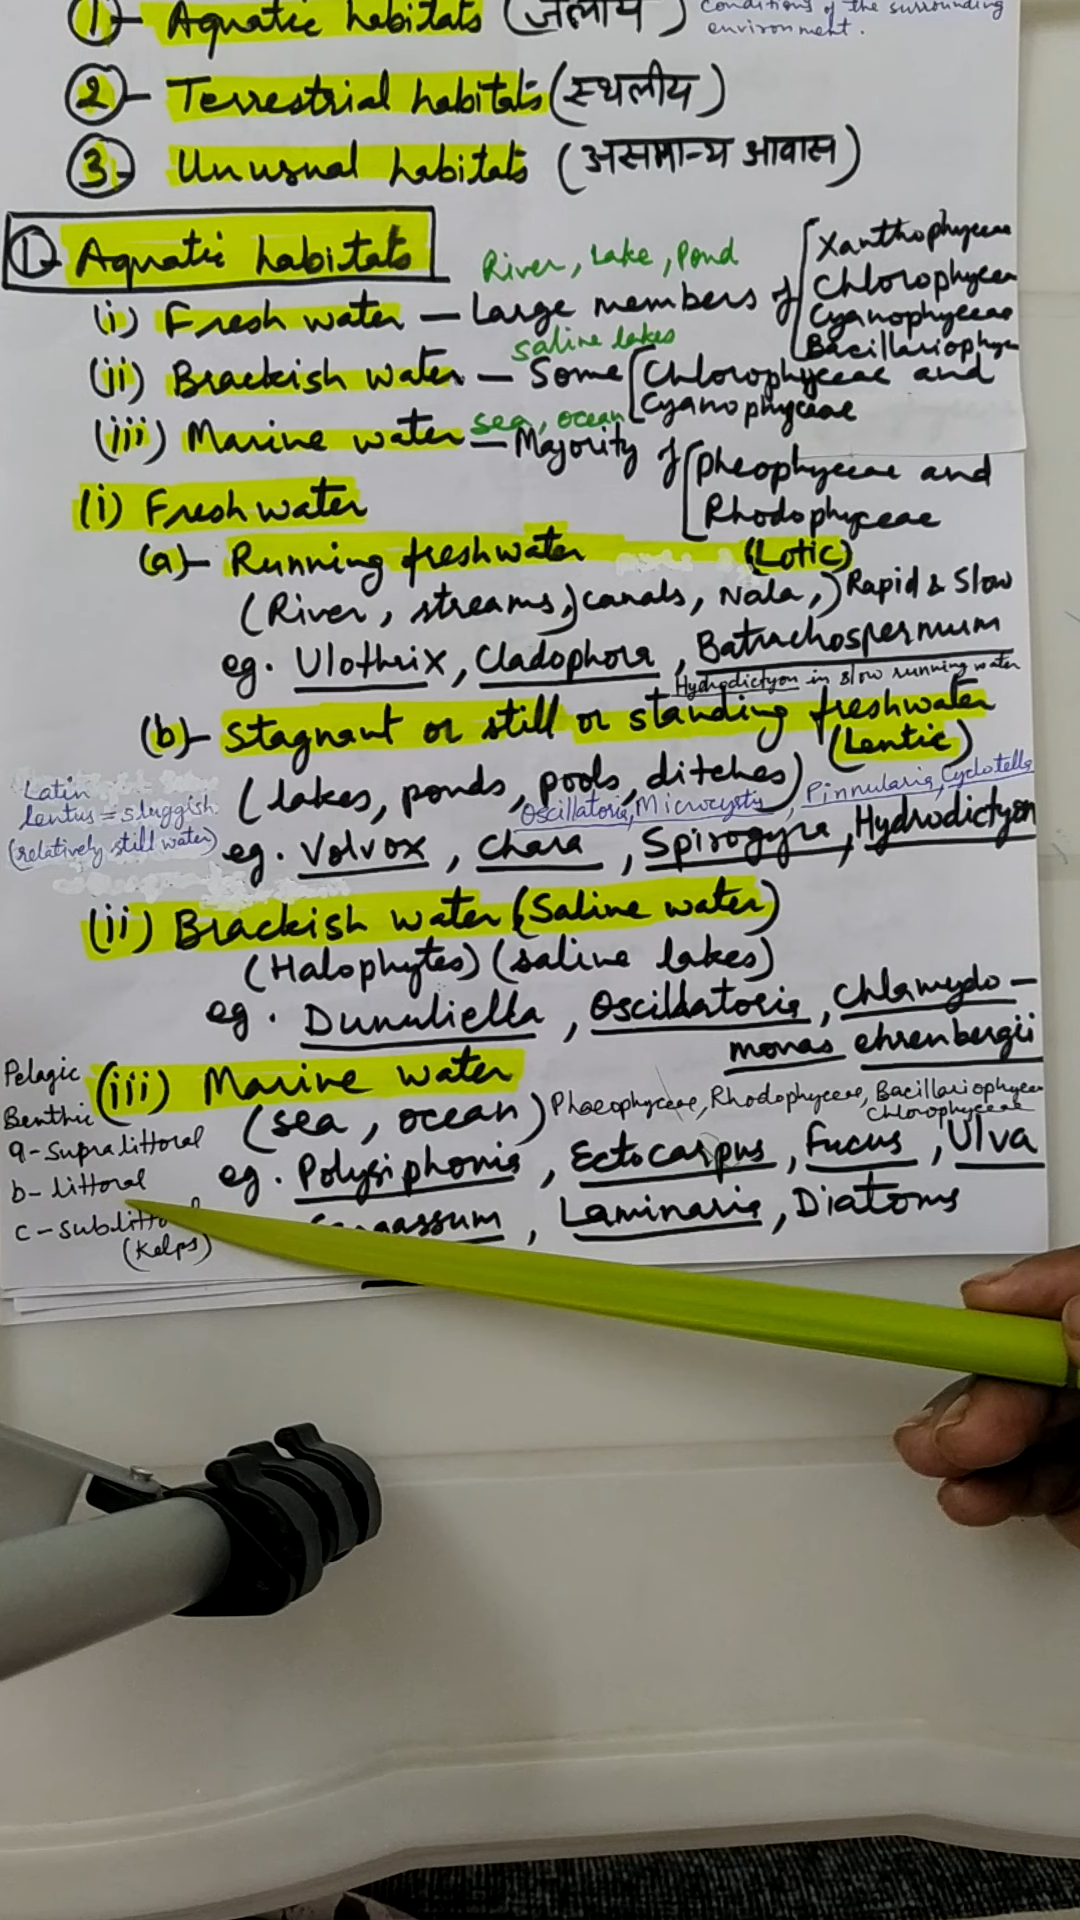 ①- Aquatic habitats (जलीय) conditions of the surrounding environment.
②- Terrestrial habitats (स्थलीय)
③- Unusual habitats (असमान्य आवास)
①- Aquatic habitats
River, Lake, Pond
(i) Fresh water — Large members of [Xanthophyceae
Chlorophyceae
Cyanophyceae
Bacillariophy
saline lakes
(ii) Brackish water — Some [Chlorophyceae and
Cyanophyceae
sea, ocean
(iii) Marine water — Majority of [Pheophyceae and
Rhodophyceae
(i) Fresh water
(a)- Running freshwater (Lotic)
(River, streams,) canals, Nala,) Rapid & Slow
eg. Ulothrix, Cladophora, Batrachospermum
Hydrodictyon in slow running water
(b)- Stagnant or still or standing freshwater
(Lentic)
(lakes, ponds, pools, ditches)
Latin
lentus = sluggish
(relatively still water)
Oscillatoria, Microcystis, Pinnularia, Cyclotella
eg. Volvox, Chara, Spirogyra, Hydrodictyon
(ii) Brackish water (Saline water)
(Halophytes) (saline lakes)
eg. Dunaliella, Oscillatoria, Chlamydo-
monas ehrenbergii
(iii) Marine water
(sea, ocean) Phaeophyceae, Rhodophyceae, Bacillariophyceae
Chlorophyceae
eg. Polysiphonia, Ectocarpus, Fucus, Ulva
Sargassum, Laminaria, Diatoms
Pelagic
Benthic
a- Supralittoral
b- littoral
c- sublitto
(Kelps)